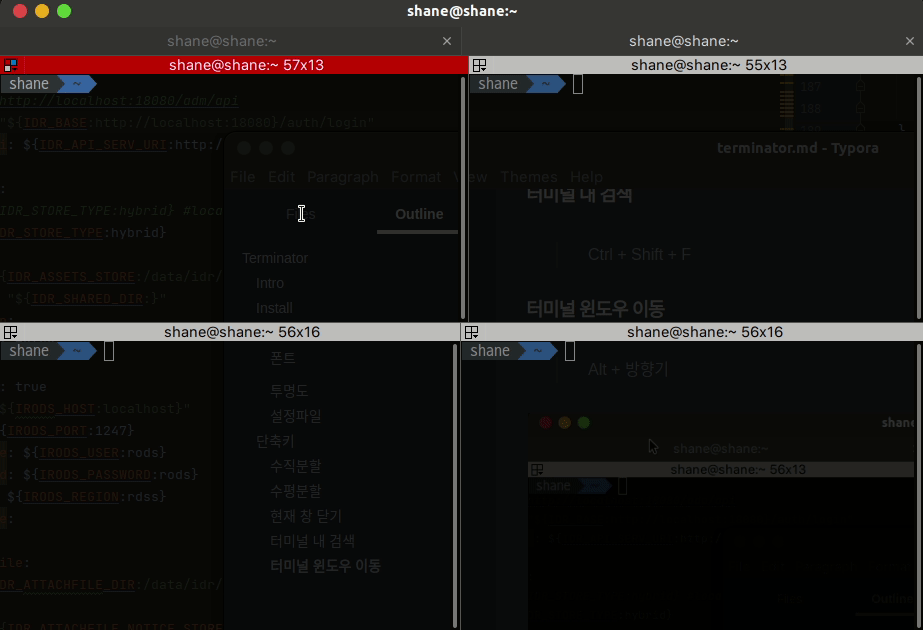 shane@shane:~
shane@shane:~ ×
shane@shane:~ ×
shane@shane:~ 57x13
shane@shane:~ 55x13
shane ~
shane ~
http://localhost:18080/adm/api
"${IDR_BASE:http://localhost:18080}/auth/login"
: ${IDR_API_SERV_URI:http:/
187
188
terminator.md - Typora
File Edit Paragraph Format View Themes Help
:
IDR_STORE_TYPE:hybrid} #loca
DR_STORE_TYPE:hybrid}
Files
Outline
터미널 내 검색
Terminator
Ctrl + Shift + F
{IDR_ASSETS_STORE:/data/idr/
Intro
"${IDR_SHARED_DIR:}"
Install
터미널 윈도우 이동
shane@shane:~ 56x16
shane@shane:~ 56x16
shane ~
shane ~
폰트
Alt + 방향키
: true
투명도
${IRODS_HOST:localhost}"
설정파일
{IRODS_PORT:1247}
단축키
: ${IRODS_USER:rods}
수직분할
: ${IRODS_PASSWORD:rods}
수평분할
${IRODS_REGION:rdss}
현재 창 닫기
:
터미널 내 검색
ile:
터미널 윈도우 이동
DR_ATTACHFILE_DIR:/data/idr/
{IDR_ATTACHFILE_NOTICE_STORE
shane
shane@shane:~
shane@shane:~ 56x13
shane ~
Outline